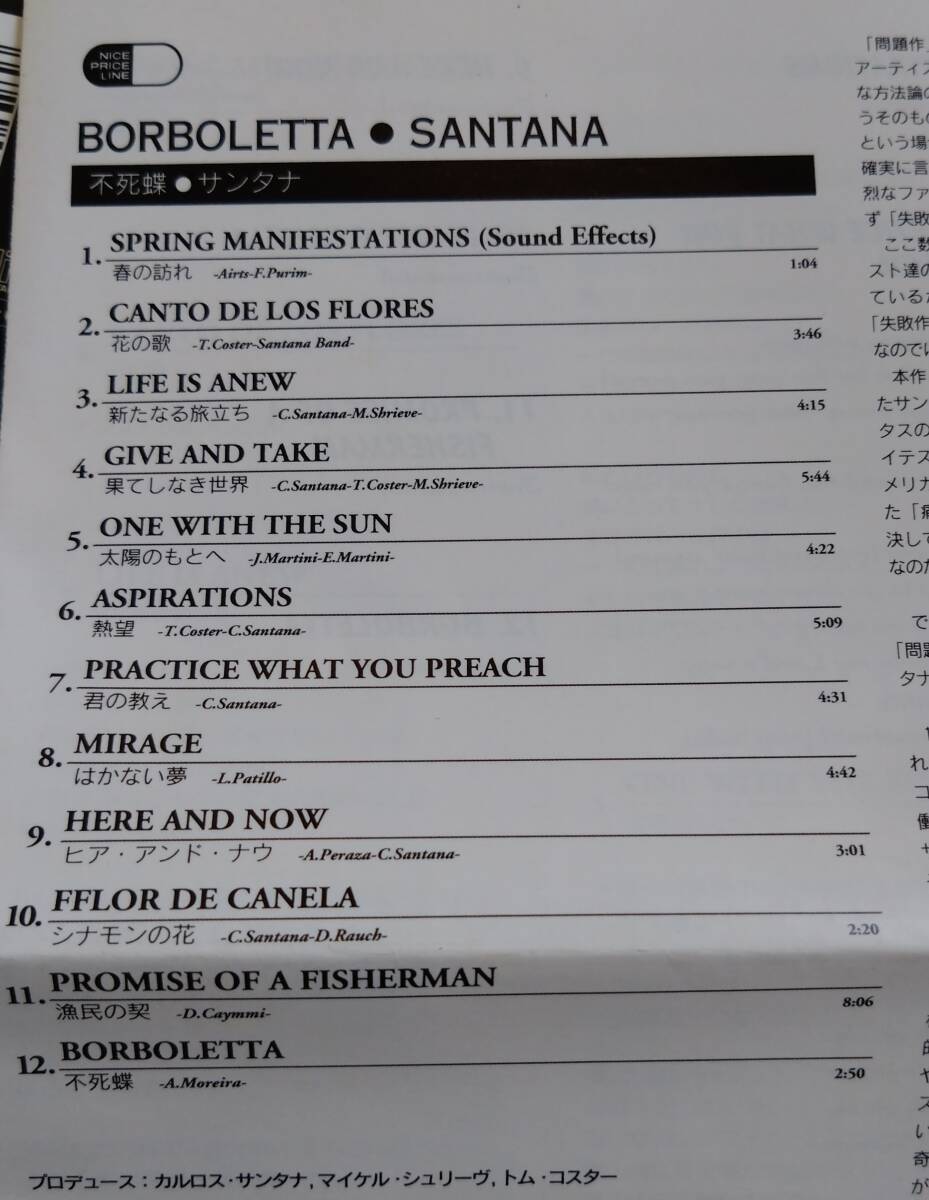 NICE
PRICE
LINE
BORBOLETTA ● SANTANA
不死蝶 ● サンタナ
1. SPRING MANIFESTATIONS (Sound Effects)
春の訪れ -Airts-F.Purim- 1:04
2. CANTO DE LOS FLORES
花の歌 -T.Coster-Santana Band- 3:46
3. LIFE IS ANEW
新たなる旅立ち -C.Santana-M.Shrieve- 4:15
4. GIVE AND TAKE
果てしなき世界 -C.Santana-T.Coster-M.Shrieve- 5:44
5. ONE WITH THE SUN
太陽のもとへ -J.Martini-E.Martini- 4:22
6. ASPIRATIONS
熱望 -T.Coster-C.Santana- 5:09
7. PRACTICE WHAT YOU PREACH
君の教え -C.Santana- 4:31
8. MIRAGE
はかない夢 -L.Patillo- 4:42
9. HERE AND NOW
ヒア・アンド・ナウ -A.Peraza-C.Santana- 3:01
10. FFLOR DE CANELA
シナモンの花 -C.Santana-D.Rauch- 2:20
11. PROMISE OF A FISHERMAN
漁民の契 -D.Caymmi- 8:06
12. BORBOLETTA
不死蝶 -A.Moreira- 2:50
プロデュース：カルロス・サンタナ, マイケル・シュリーヴ, トム・コスター
「問題作」
アーティス
な方法論の
うそのもの
という場合
確実に言
烈なファ
ず「失敗
ここ数
スト達の
ているか
「失敗作
なのでは
本作
たサン
タスの
イテス
メリカ
た「痛
決して
なのか
で
「問題
タナ
れ
コ
働
サ
的
ヤ
ス
い
奇
が